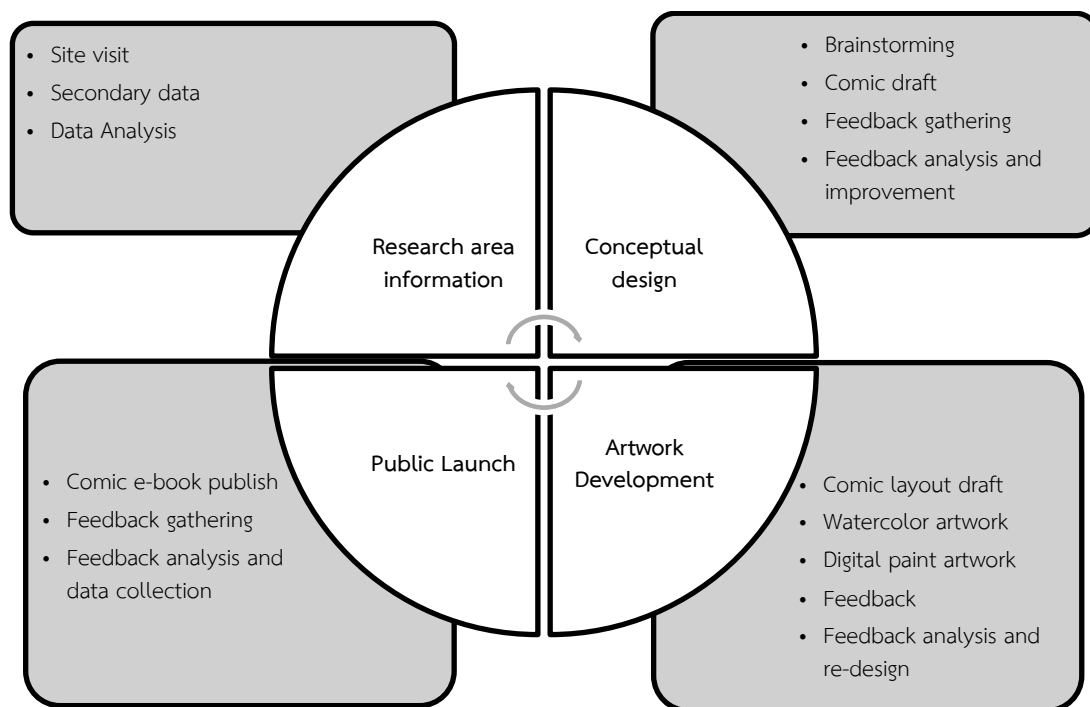 • Site visit
• Secondary data
• Data Analysis
• Brainstorming
• Comic draft
• Feedback gathering
• Feedback analysis and
improvement
Research area
information
Conceptual
design
Public Launch
Artwork
Development
• Comic e-book publish
• Feedback gathering
• Feedback analysis and
data collection
• Comic layout draft
• Watercolor artwork
• Digital paint artwork
• Feedback
• Feedback analysis and
re-design